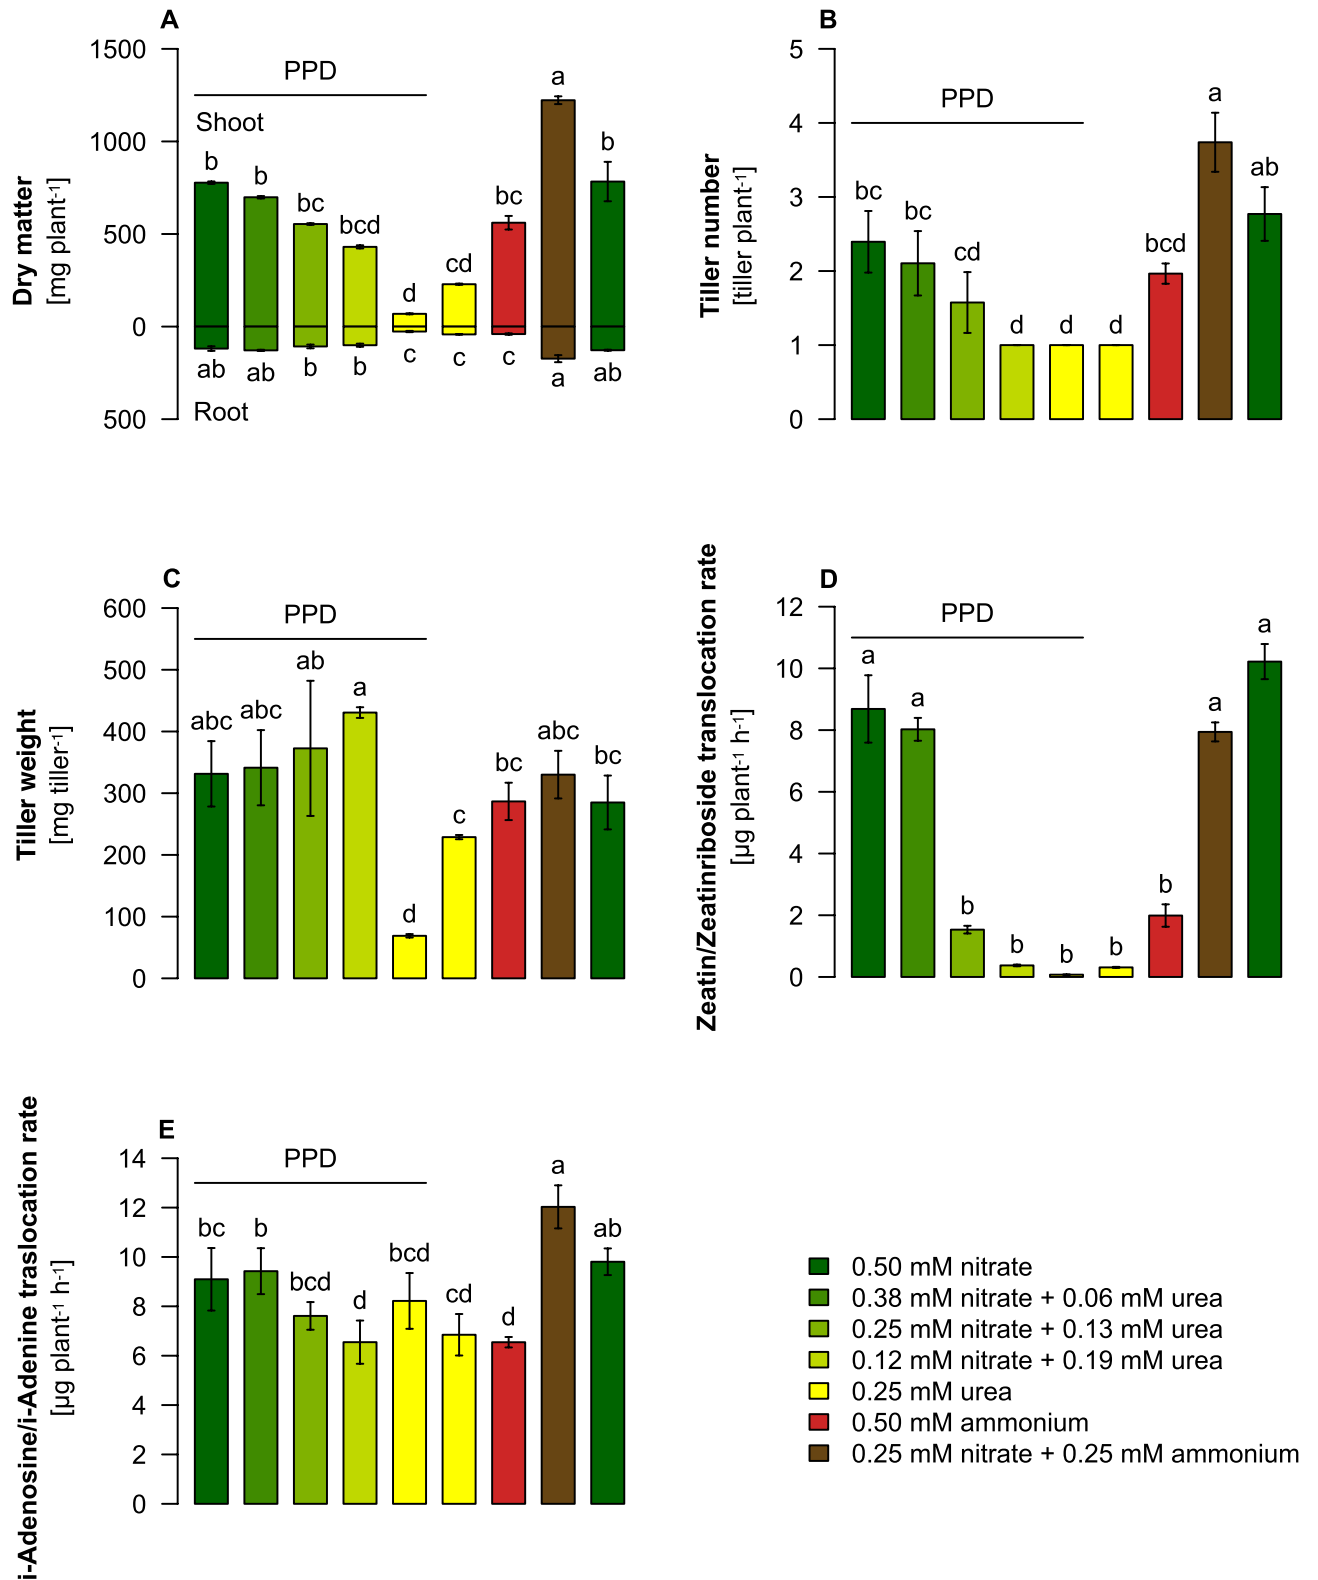 A
1500
1000
500
0
500
Dry matter
[mg plant-1]
PPD
Shoot
b
b
bc
bcd
d
cd
bc
a
b
ab
ab
b
b
c
c
c
a
ab
Root
B
5
4
3
2
1
0
Tiller number
[tiller plant-1]
PPD
bc
bc
cd
d
d
d
bcd
a
ab
C
600
500
400
300
200
100
0
Tiller weight
[mg tiller-1]
PPD
abc
abc
ab
a
d
c
bc
abc
bc
D
12
10
8
6
4
2
0
Zeatin/Zeatinriboside translocation rate
[µg plant-1 h-1]
PPD
a
a
b
b
b
b
b
a
a
E
14
12
10
8
6
4
2
0
i-Adenosine/i-Adenine traslocation rate
[µg plant-1 h-1]
PPD
bc
b
bcd
d
bcd
cd
d
a
ab
0.50 mM nitrate
0.38 mM nitrate + 0.06 mM urea
0.25 mM nitrate + 0.13 mM urea
0.12 mM nitrate + 0.19 mM urea
0.25 mM urea
0.50 mM ammonium
0.25 mM nitrate + 0.25 mM ammonium